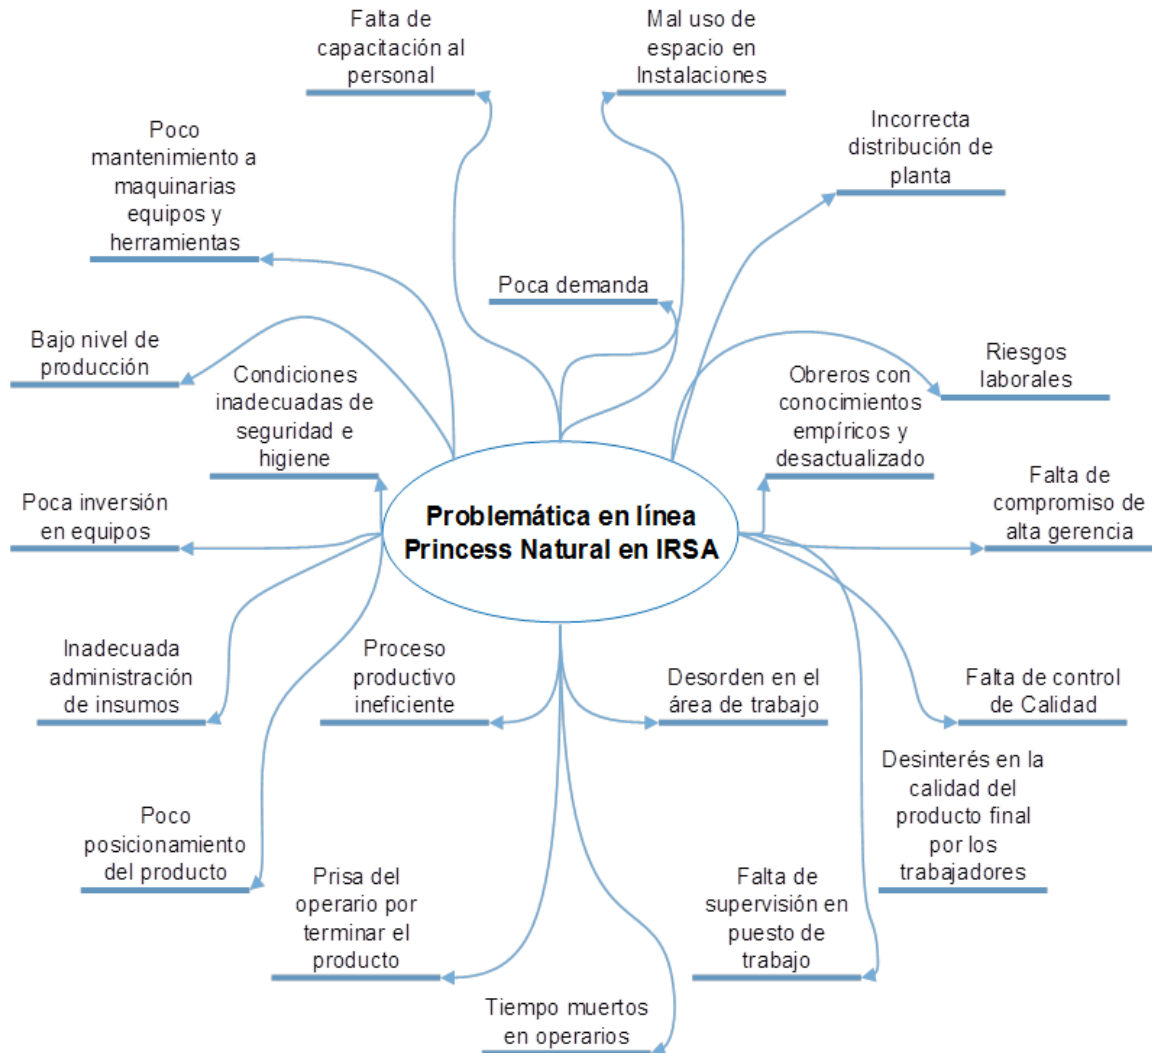 Falta de
capacitación al
personal
Mal uso de
espacio en
Instalaciones
Incorrecta
distribución de
planta
Poco
mantenimiento a
maquinarias
equipos y
herramientas
Poca demanda
Bajo nivel de
producción
Condiciones
inadecuadas de
seguridad e
higiene
Obreros con
conocimientos
empíricos y
desactualizado
Riesgos
laborales
Poca inversión
en equipos
Problemática en línea
Princess Natural en IRSA
Falta de
compromiso de
alta gerencia
Inadecuada
administración
de insumos
Proceso
productivo
ineficiente
Desorden en el
área de trabajo
Falta de control
de Calidad
Poco
posicionamiento
del producto
Prisa del
operario por
terminar el
producto
Falta de
supervisión en
puesto de
trabajo
Desinterés en la
calidad del
producto final
por los
trabajadores
Tiempo muertos
en operarios